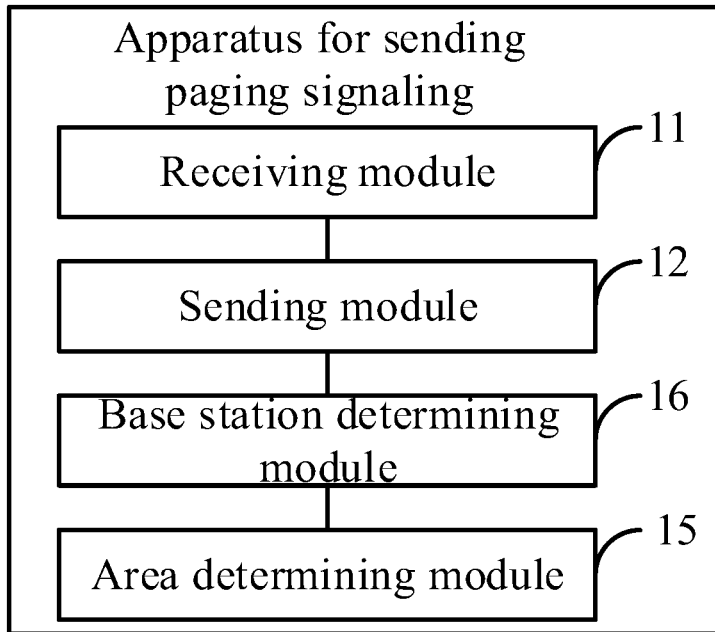 Apparatus for sending
paging signaling
11
Receiving module
12
Sending module
16
Base station determining
module
15
Area determining module